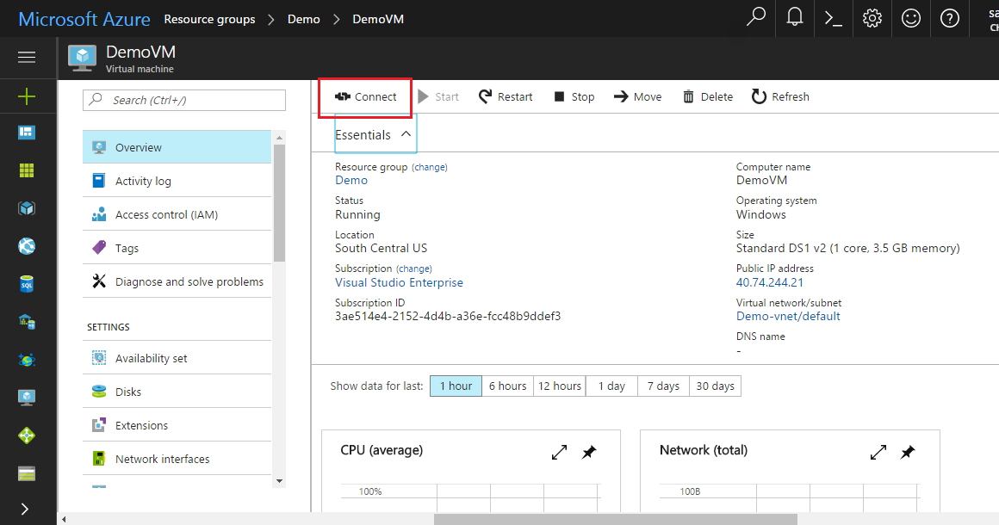 Microsoft Azure Resource groups > Demo > DemoVM
DemoVM
Virtual machine
Search (Ctrl+/)
Connect Start Restart Stop Move Delete Refresh
Essentials
Overview
Activity log
Access control (IAM)
Tags
Diagnose and solve problems
SETTINGS
Availability set
Disks
Extensions
Network interfaces
Resource group (change)
Demo
Status
Running
Location
South Central US
Subscription (change)
Visual Studio Enterprise
Subscription ID
3ae514e4-2152-4d4b-a36e-fcc48b9ddef3
Computer name
DemoVM
Operating system
Windows
Size
Standard DS1 v2 (1 core, 3.5 GB memory)
Public IP address
40.74.244.21
Virtual network/subnet
Demo-vnet/default
DNS name
-
Show data for last: 1 hour 6 hours 12 hours 1 day 7 days 30 days
CPU (average)
100%
Network (total)
100B
SQL